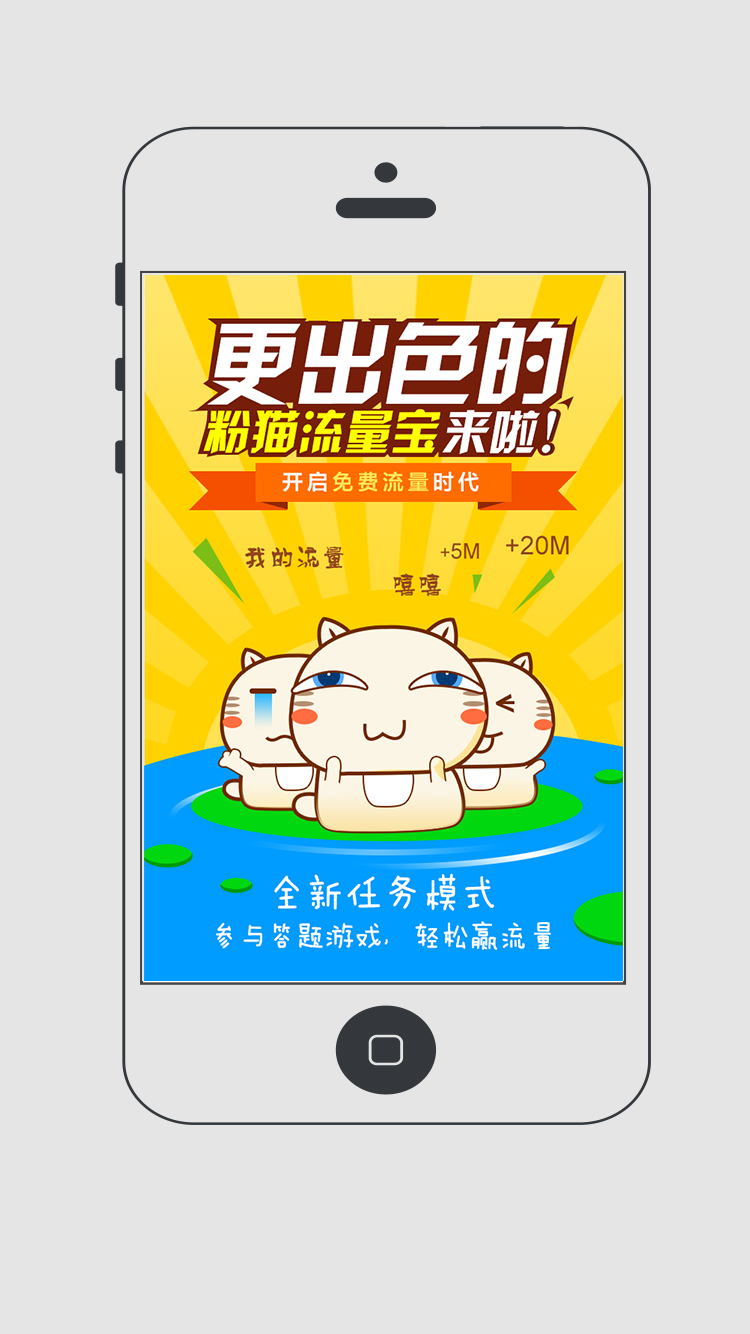 更出色的
粉猫流量宝来啦!
开启免费流量时代
我的流量
+5M
+20M
嘻嘻
全新任务模式
参与答题游戏，轻松赢流量